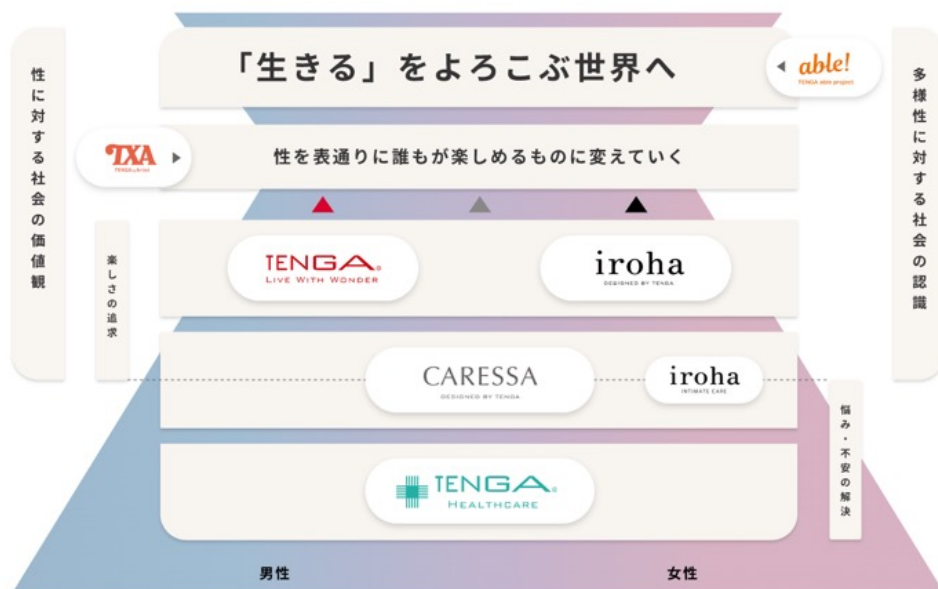 「生きる」をよろこぶ世界へ
able!
TENGA able project
性に対する社会の価値観
多様性に対する社会の認識
TXA
性を表通りに誰もが楽しめるものに変えていく
楽しさの追求
TENGA®
LIVE WITH WONDER
iroha
DESIGNED BY TENGA
CARESSA
DESIGNED BY TENGA
iroha
INTIMATE CARE
悩み・不安の解決
TENGA®
HEALTHCARE
男性
女性